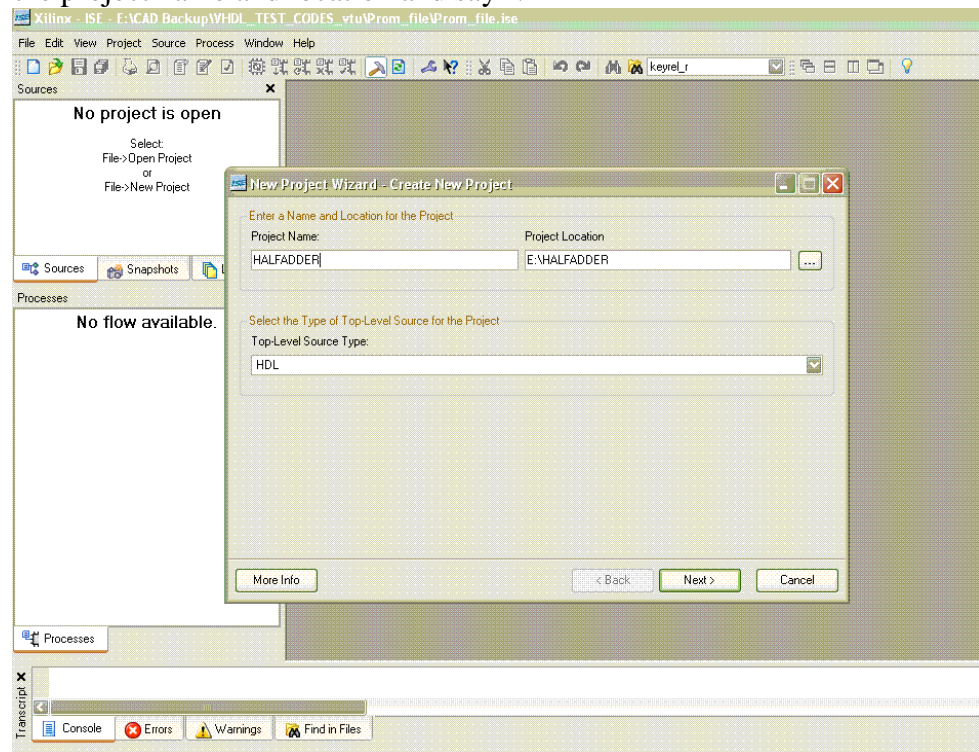 Xilinx - ISE - E:\CAD Backup\VHDL_TEST_CODES_vtu\Prom_file\Prom_file.ise
File Edit View Project Source Process Window Help
keyrel_r
Sources
No project is open
Select:
File->Open Project
or
File->New Project
Sources Snapshots
Processes
No flow available.
New Project Wizard - Create New Project
Enter a Name and Location for the Project
Project Name: Project Location
HALFADDER E:\HALFADDER ...
Select the Type of Top-Level Source for the Project
Top-Level Source Type:
HDL
More Info < Back Next > Cancel
Processes
Transcript
Console Errors Warnings Find in Files